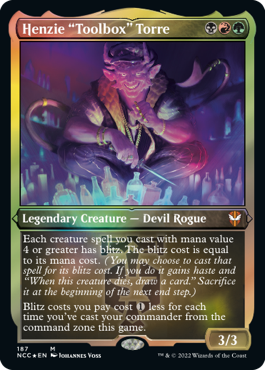 Henzie “Toolbox” Torre
Legendary Creature — Devil Rogue
Each creature spell you cast with mana value
4 or greater has blitz. The blitz cost is equal
to its mana cost. (You may choose to cast that
spell for its blitz cost. If you do it gains haste and
“When this creature dies, draw a card.” Sacrifice
it at the beginning of the next end step.)
Blitz costs you pay cost 1 less for each
time you’ve cast your commander from the
command zone this game.
3/3
187 M
NCC★EN Iohannes Voss
™ & © 2022 Wizards of the Coast